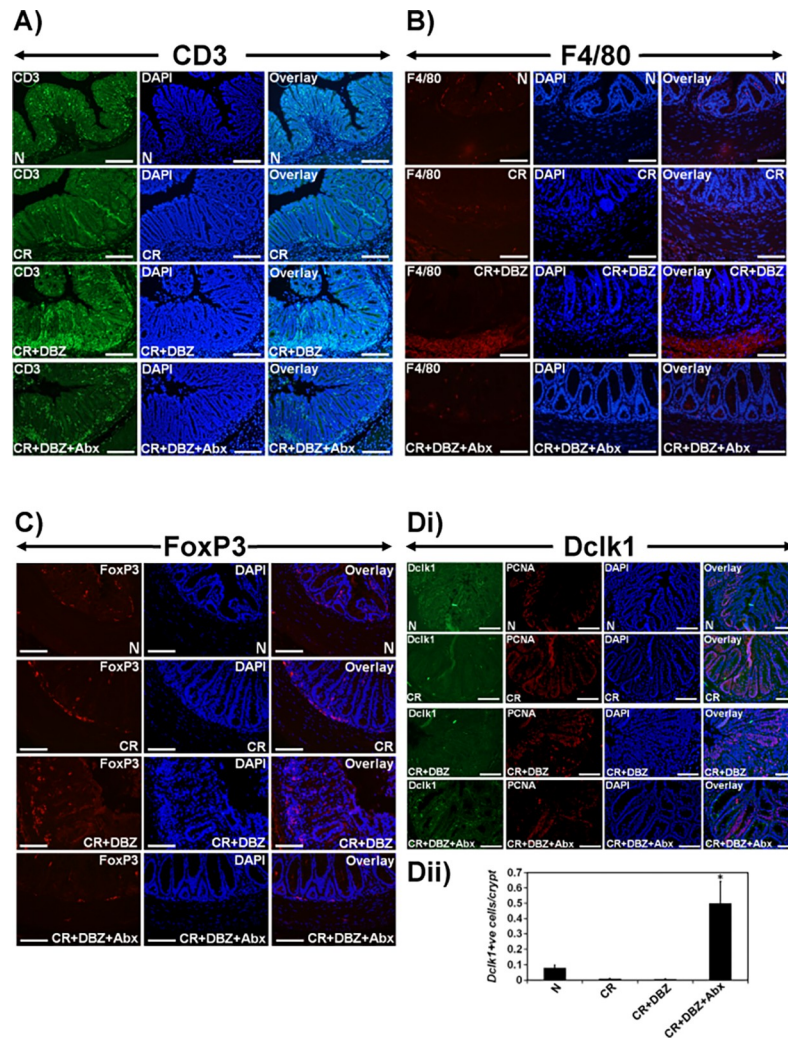 A)
CD3
CD3 DAPI Overlay
N N N
CD3 DAPI Overlay
CR CR CR
CD3 DAPI Overlay
CR+DBZ CR+DBZ CR+DBZ
CD3 DAPI Overlay
CR+DBZ+Abx CR+DBZ+Abx CR+DBZ+Abx
B)
F4/80
F4/80 N DAPI N Overlay N
F4/80 CR DAPI CR Overlay CR
F4/80 CR+DBZ DAPI CR+DBZ Overlay CR+DBZ
F4/80 DAPI Overlay
CR+DBZ+Abx CR+DBZ+Abx CR+DBZ+Abx
C)
FoxP3
FoxP3 DAPI Overlay
N N N
FoxP3 DAPI Overlay
CR CR CR
FoxP3 DAPI Overlay
CR+DBZ CR+DBZ CR+DBZ
FoxP3 DAPI Overlay
CR+DBZ+Abx CR+DBZ+Abx CR+DBZ+Abx
Di)
Dclk1
Dclk1 PCNA DAPI Overlay
N N N N
Dclk1 PCNA DAPI Overlay
CR CR CR CR
Dclk1 PCNA DAPI Overlay
CR+DBZ CR+DBZ CR+DBZ CR+DBZ
Dclk1 PCNA DAPI Overlay
CR+DBZ+Abx CR+DBZ+Abx CR+DBZ+Abx CR+DBZ+Abx
Dii)
Dclk1+ve cells/crypt
0.7
0.6
0.5
0.4
0.3
0.2
0.1
0
*
N CR CR+DBZ CR+DBZ+Abx